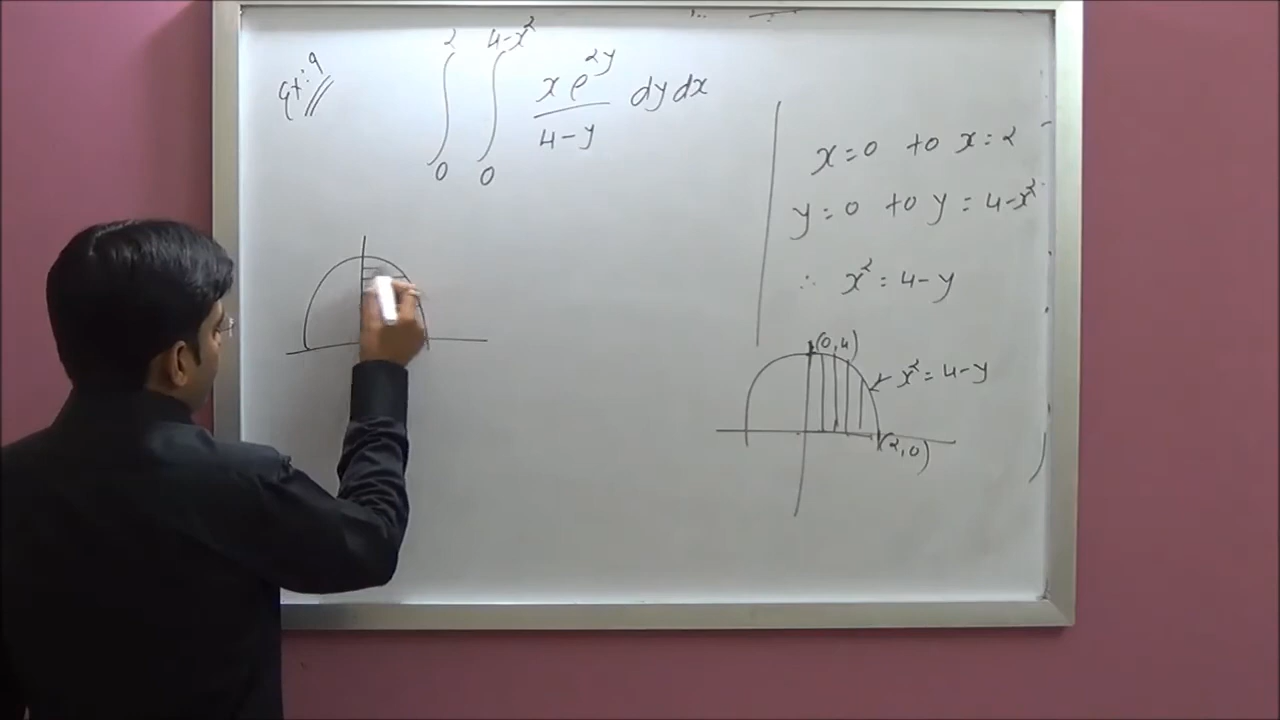 Ex:9
∫₀² ∫₀^(4-x²) x e^(2y) / (4-y) dy dx
x=0 to x=2
y=0 to y=4-x²
∴ x²=4-y
(0,4)
x²=4-y
(2,0)